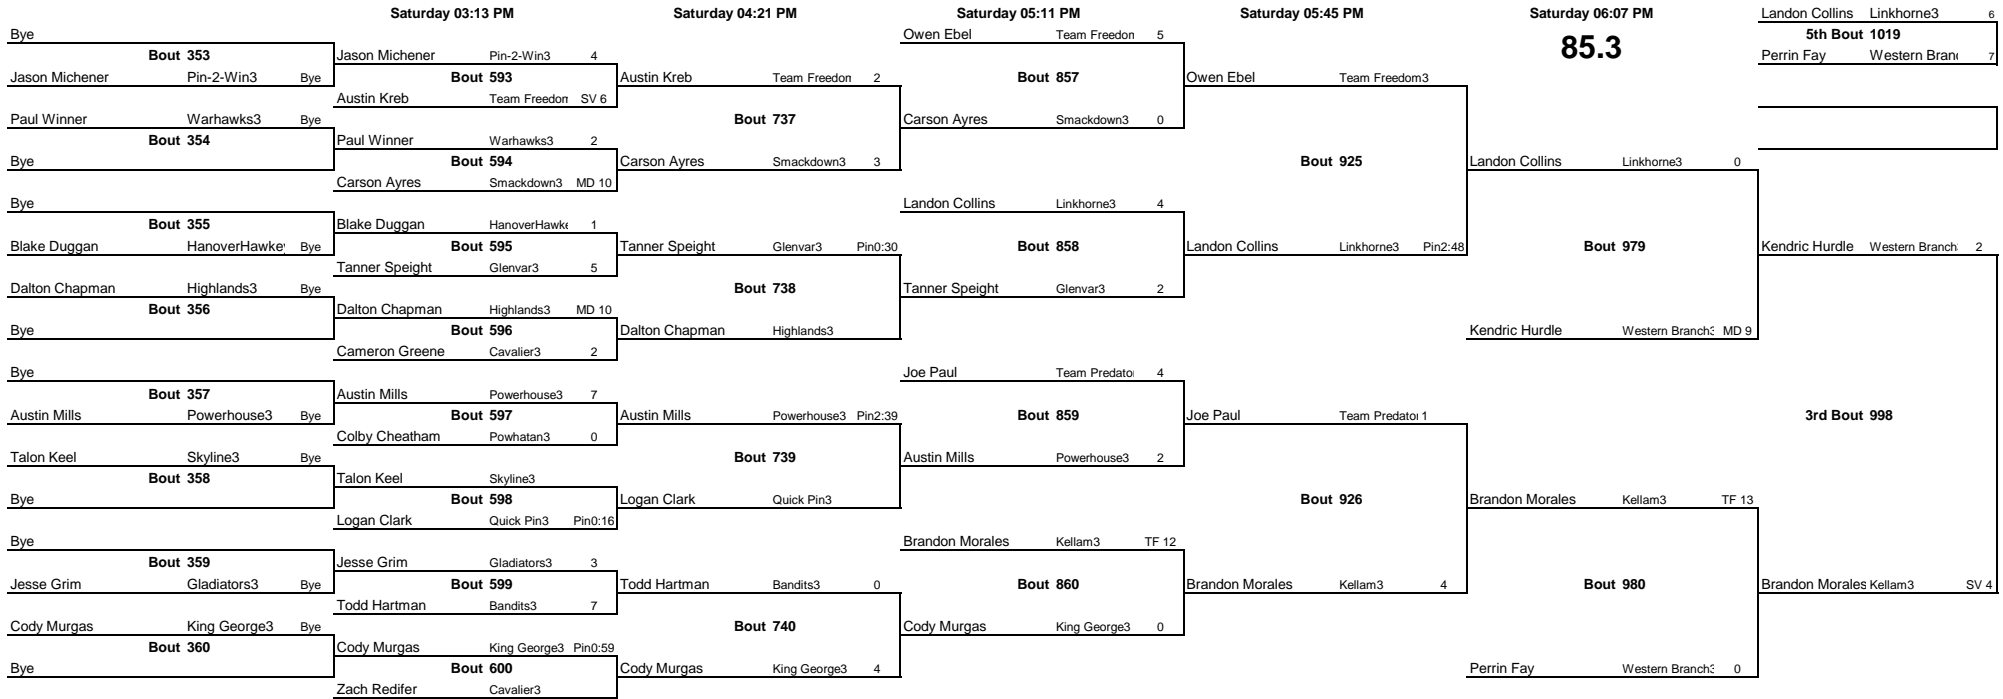 Saturday 03:13 PM Saturday 04:21 PM Saturday 05:11 PM Saturday 05:45 PM Saturday 06:07 PM Landon Collins Linkhorne3 6
Bye Owen Ebel Team Freedom 5 5th Bout 1019
Bout 353 Jason Michener Pin-2-Win3 4 85.3 Perrin Fay Western Branc 7
Jason Michener Pin-2-Win3 Bye Bout 593 Austin Kreb Team Freedom 2 Bout 857 Owen Ebel Team Freedom3
Austin Kreb Team Freedom SV 6
Paul Winner Warhawks3 Bye Bout 737 Carson Ayres Smackdown3 0
Bout 354 Paul Winner Warhawks3 2
Bye Bout 594 Carson Ayres Smackdown3 3 Bout 925 Landon Collins Linkhorne3 0
Carson Ayres Smackdown3 MD 10
Bye Landon Collins Linkhorne3 4
Bout 355 Blake Duggan HanoverHawke 1
Blake Duggan HanoverHawkey Bye Bout 595 Tanner Speight Glenvar3 Pin0:30 Bout 858 Landon Collins Linkhorne3 Pin2:48 Bout 979 Kendric Hurdle Western Branch 2
Tanner Speight Glenvar3 5
Dalton Chapman Highlands3 Bye Bout 738 Tanner Speight Glenvar3 2
Bout 356 Dalton Chapman Highlands3 MD 10
Bye Bout 596 Dalton Chapman Highlands3 Kendric Hurdle Western Branch3 MD 9
Cameron Greene Cavalier3 2
Bye Joe Paul Team Predato 4
Bout 357 Austin Mills Powerhouse3 7
Austin Mills Powerhouse3 Bye Bout 597 Austin Mills Powerhouse3 Pin2:39 Bout 859 Joe Paul Team Predator 1 3rd Bout 998
Colby Cheatham Powhatan3 0
Talon Keel Skyline3 Bye Bout 739 Austin Mills Powerhouse3 2
Bout 358 Talon Keel Skyline3
Bye Bout 598 Logan Clark Quick Pin3 Bout 926 Brandon Morales Kellam3 TF 13
Logan Clark Quick Pin3 Pin0:16
Bye Brandon Morales Kellam3 TF 12
Bout 359 Jesse Grim Gladiators3 3
Jesse Grim Gladiators3 Bye Bout 599 Todd Hartman Bandits3 0 Bout 860 Brandon Morales Kellam3 4 Bout 980 Brandon Morales Kellam3 SV 4
Todd Hartman Bandits3 7
Cody Murgas King George3 Bye Bout 740 Cody Murgas King George3 0
Bout 360 Cody Murgas King George3 Pin0:59
Bye Bout 600 Cody Murgas King George3 4 Perrin Fay Western Branch3 0
Zach Redifer Cavalier3